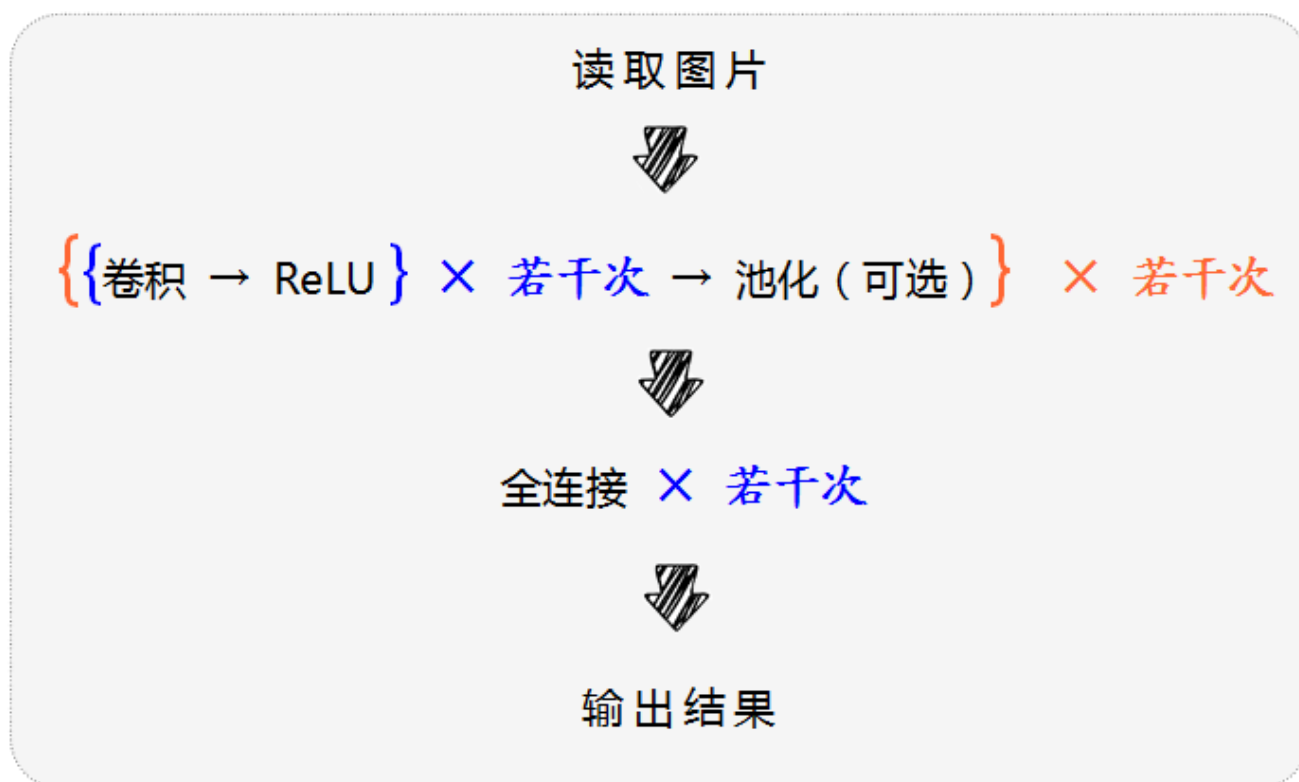 读取图片
{{卷积 → ReLU} × 若干次 → 池化（可选）} × 若干次
全连接 × 若干次
输出结果